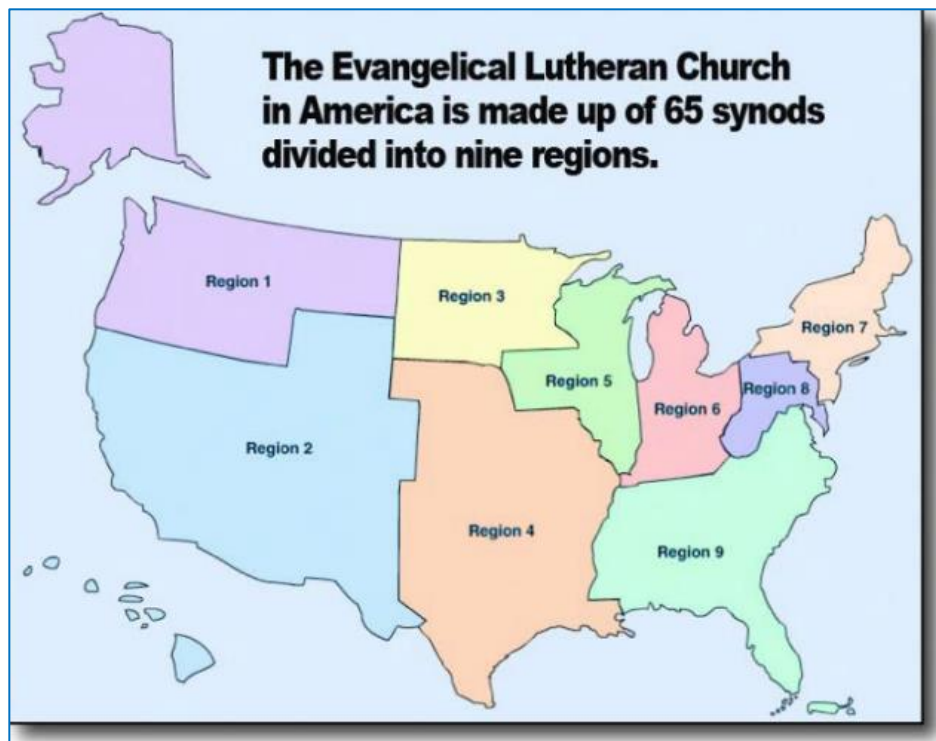 The Evangelical Lutheran Church
in America is made up of 65 synods
divided into nine regions.
Region 1
Region 3
Region 7
Region 5
Region 8
Region 6
Region 2
Region 4
Region 9